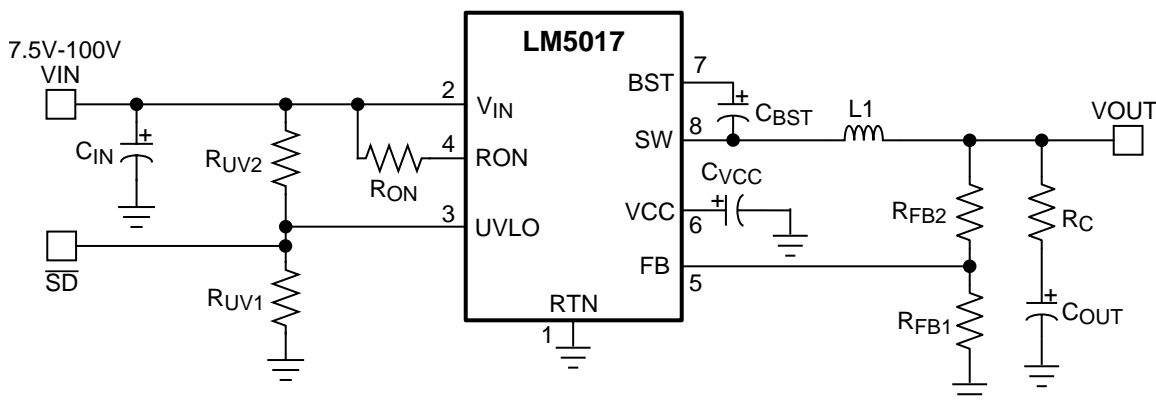 LM5017
7.5V-100V
VIN
CIN
RUV2
RON
2
VIN
4
RON
3
UVLO
SD
RUV1
RTN
1
BST
7
CBST
SW
8
L1
VOUT
VCC
6
CVCC
FB
5
RFB2
RC
RFB1
COUT
+
+
+
+